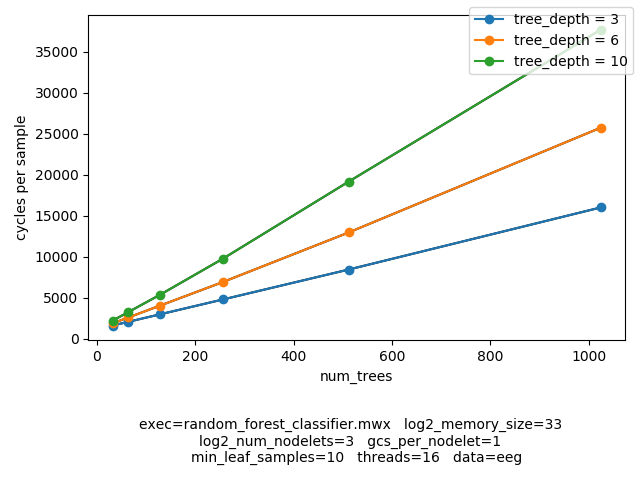 tree_depth = 3
tree_depth = 6
tree_depth = 10
35000
30000
25000
20000
15000
10000
5000
0
cycles per sample
0 200 400 600 800 1000
num_trees
exec=random_forest_classifier.mwx log2_memory_size=33
log2_num_nodelets=3 gcs_per_nodelet=1
min_leaf_samples=10 threads=16 data=eeg